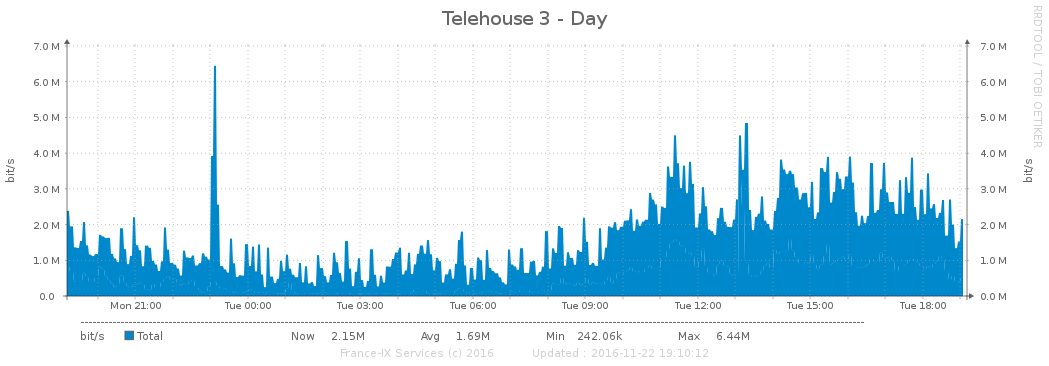 Telehouse 3 - Day
RRDTOOL / TOBI OETIKER
7.0 M 7.0 M
6.0 M 6.0 M
5.0 M 5.0 M
4.0 M 4.0 M
3.0 M 3.0 M
2.0 M 2.0 M
1.0 M 1.0 M
0.0 0.0 M
bit/s bit/s
Mon 21:00 Tue 00:00 Tue 03:00 Tue 06:00 Tue 09:00 Tue 12:00 Tue 15:00 Tue 18:00
bit/s Total Now 2.15M Avg 1.69M Min 242.06k Max 6.44M
France-IX Services (c) 2016 Updated : 2016-11-22 19:10:12